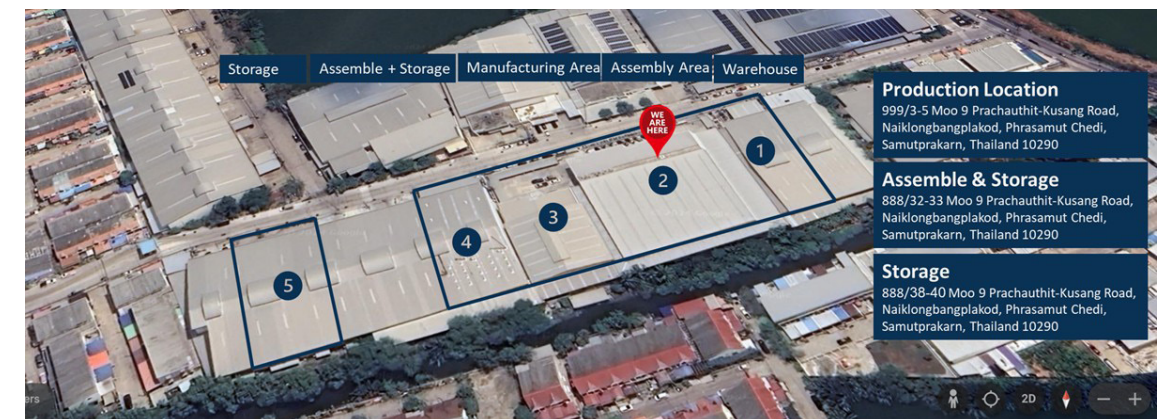 Storage
Assemble + Storage
Manufacturing Area
Assembly Area
Warehouse
WE
ARE
HERE
1
2
3
4
5
Production Location
999/3-5 Moo 9 Prachauthit-Kusang Road,
Naiklongbangplakod, Phrasamut Chedi,
Samutprakarn, Thailand 10290
Assemble & Storage
888/32-33 Moo 9 Prachauthit-Kusang Road,
Naiklongbangplakod, Phrasamut Chedi,
Samutprakarn, Thailand 10290
Storage
888/38-40 Moo 9 Prachauthit-Kusang Road,
Naiklongbangplakod, Phrasamut Chedi,
Samutprakarn, Thailand 10290
ers
2D